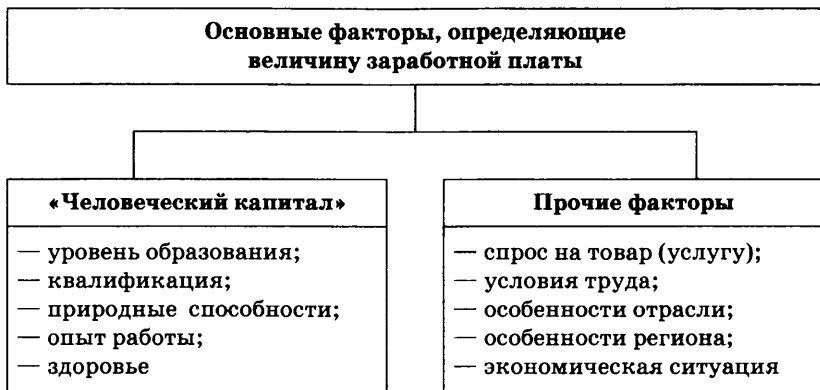 Основные факторы, определяющие
величину заработной платы
«Человеческий капитал»
— уровень образования;
— квалификация;
— природные способности;
— опыт работы;
— здоровье
Прочие факторы
— спрос на товар (услугу);
— условия труда;
— особенности отрасли;
— особенности региона;
— экономическая ситуация